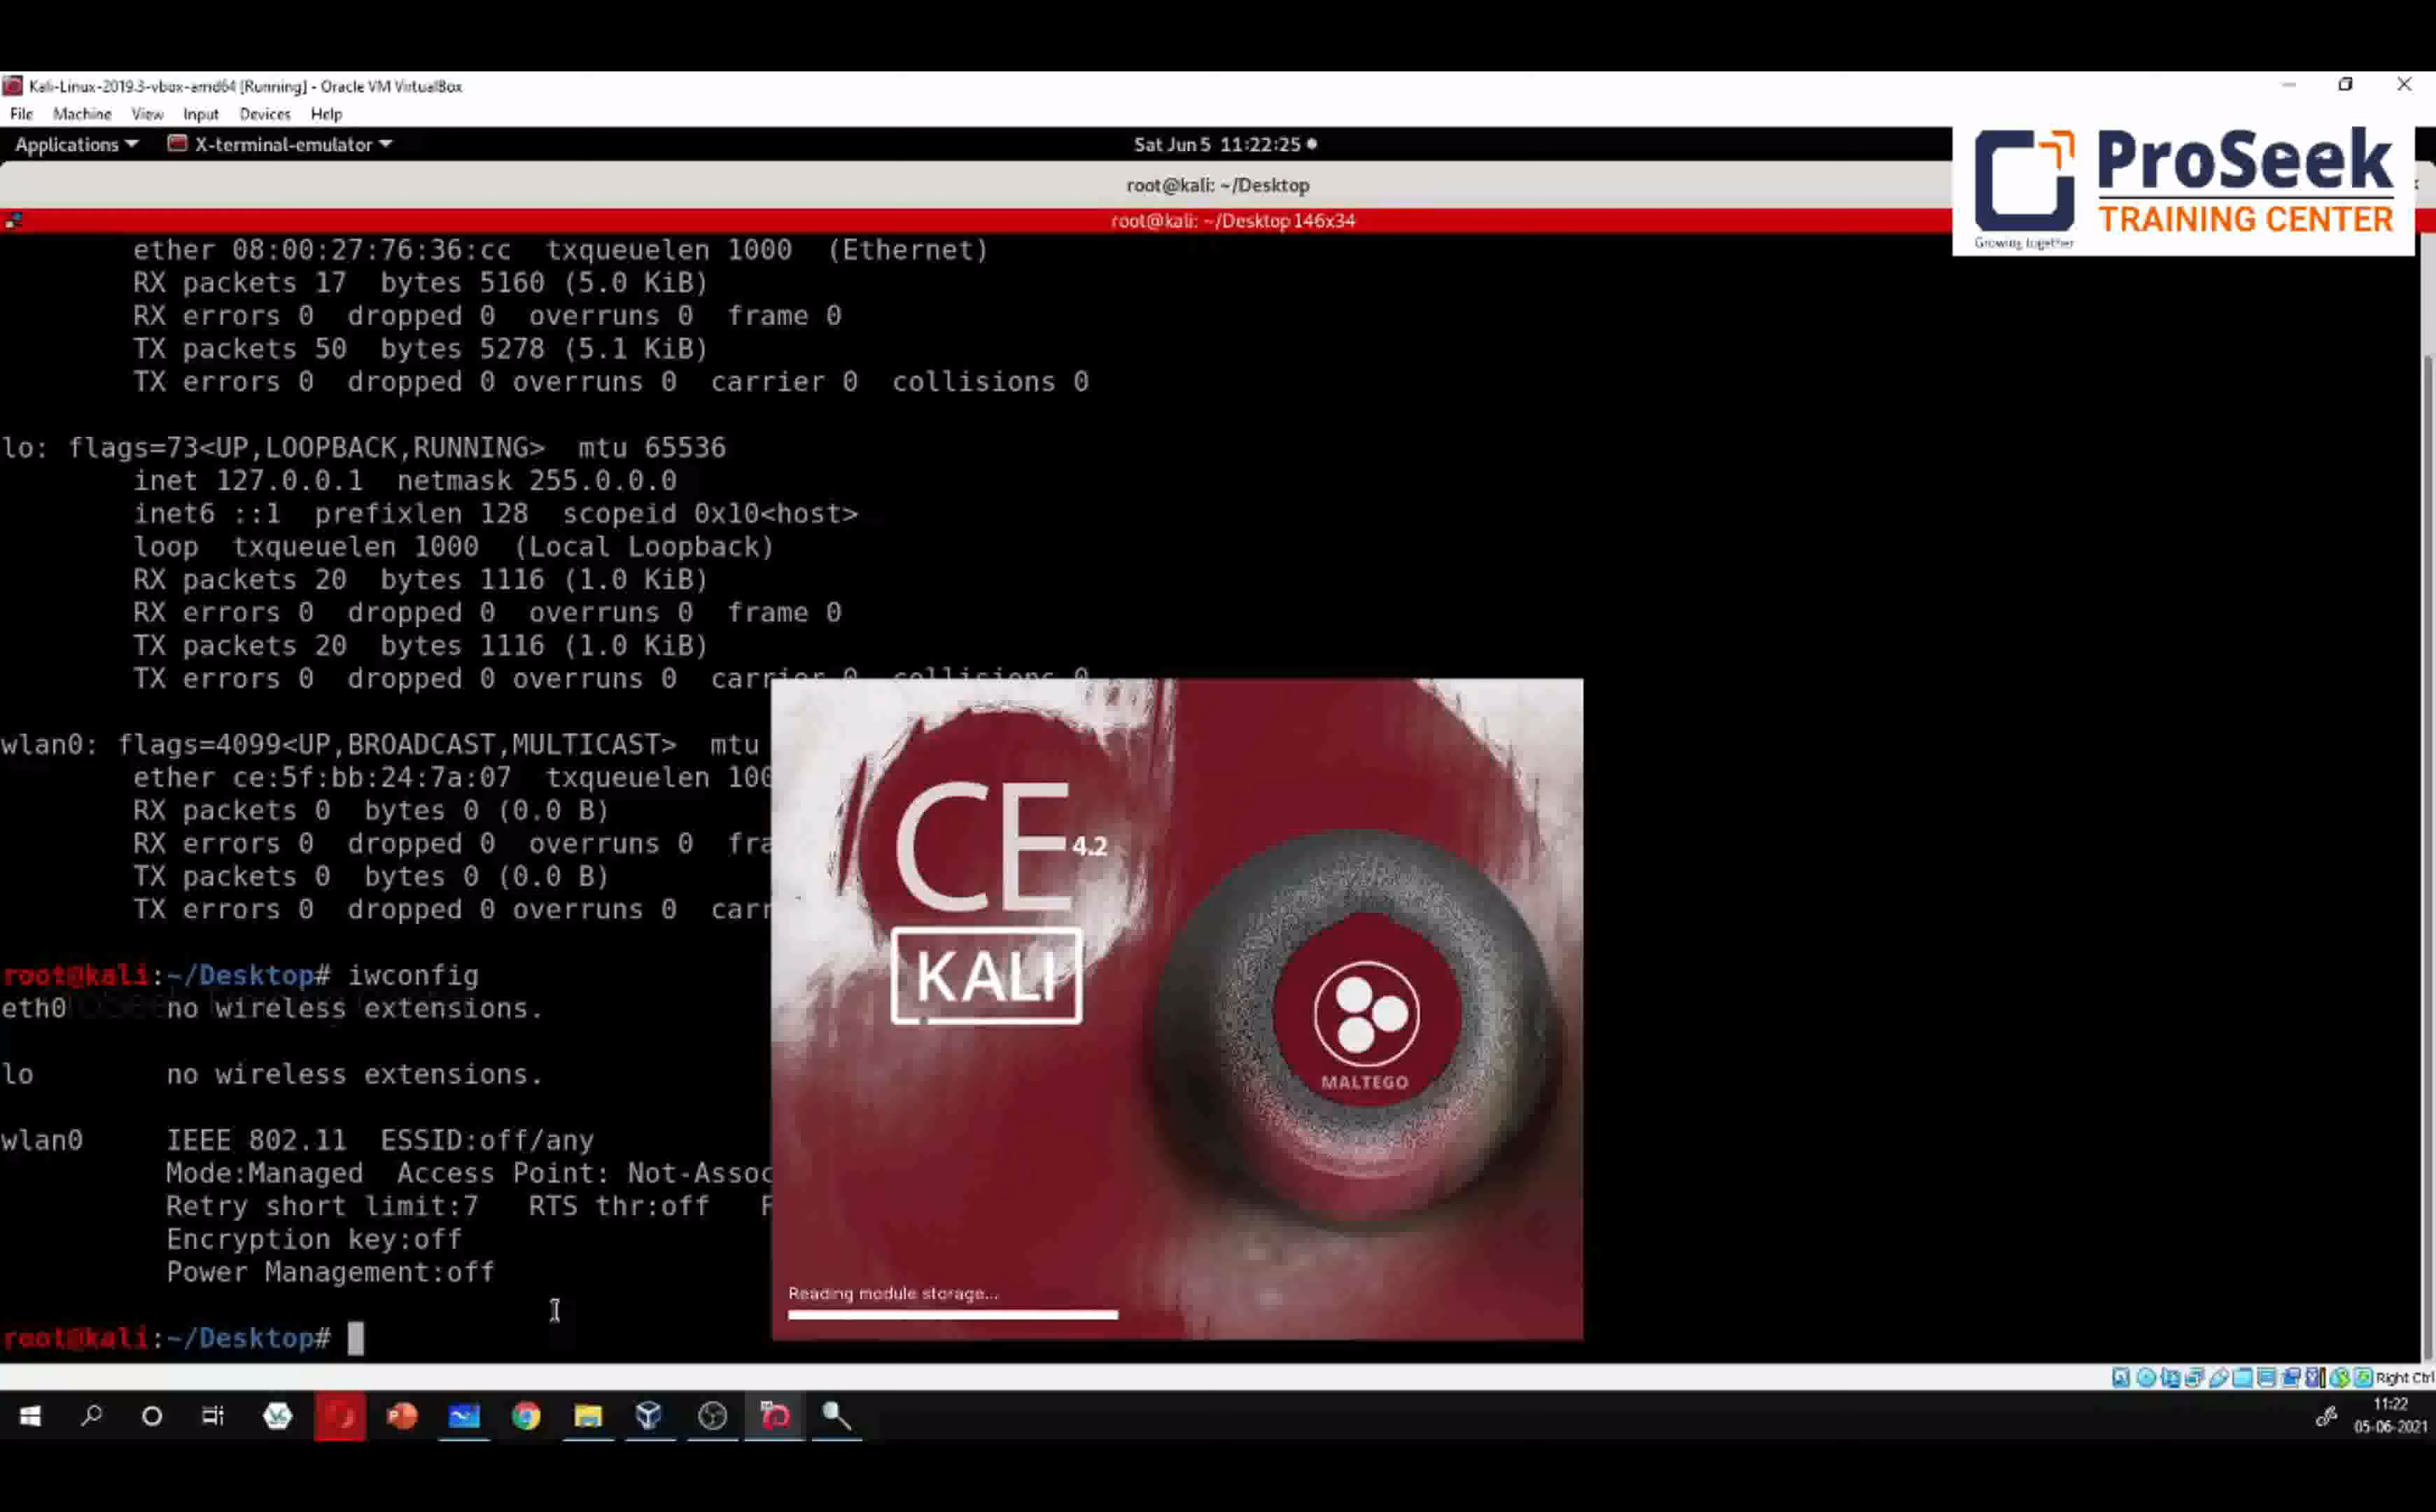 Kali-Linux-2019.3-vbox-amd64 [Running] - Oracle VM VirtualBox
File Machine View Input Devices Help
Applications X-terminal-emulator Sat Jun 5 11:22:25
ProSeek
TRAINING CENTER
Growing together
root@kali: ~/Desktop
root@kali: ~/Desktop 146x34
ether 08:00:27:76:36:cc txqueuelen 1000 (Ethernet)
RX packets 17 bytes 5160 (5.0 KiB)
RX errors 0 dropped 0 overruns 0 frame 0
TX packets 50 bytes 5278 (5.1 KiB)
TX errors 0 dropped 0 overruns 0 carrier 0 collisions 0
lo: flags=73<UP,LOOPBACK,RUNNING> mtu 65536
inet 127.0.0.1 netmask 255.0.0.0
inet6 ::1 prefixlen 128 scopeid 0x10<host>
loop txqueuelen 1000 (Local Loopback)
RX packets 20 bytes 1116 (1.0 KiB)
RX errors 0 dropped 0 overruns 0 frame 0
TX packets 20 bytes 1116 (1.0 KiB)
TX errors 0 dropped 0 overruns 0 carrier 0 collisions 0
wlan0: flags=4099<UP,BROADCAST,MULTICAST> mtu
ether ce:5f:bb:24:7a:07 txqueuelen 100
RX packets 0 bytes 0 (0.0 B)
RX errors 0 dropped 0 overruns 0 fra
TX packets 0 bytes 0 (0.0 B)
TX errors 0 dropped 0 overruns 0 carr
root@kali:~/Desktop# iwconfig
eth0 no wireless extensions.
lo no wireless extensions.
wlan0 IEEE 802.11 ESSID:off/any
Mode:Managed Access Point: Not-Assoc
Retry short limit:7 RTS thr:off F
Encryption key:off
Power Management:off
root@kali:~/Desktop#
CE 4.2
KALI
MALTEGO
Reading module storage...
Right Ctrl
11:22
05-06-2021